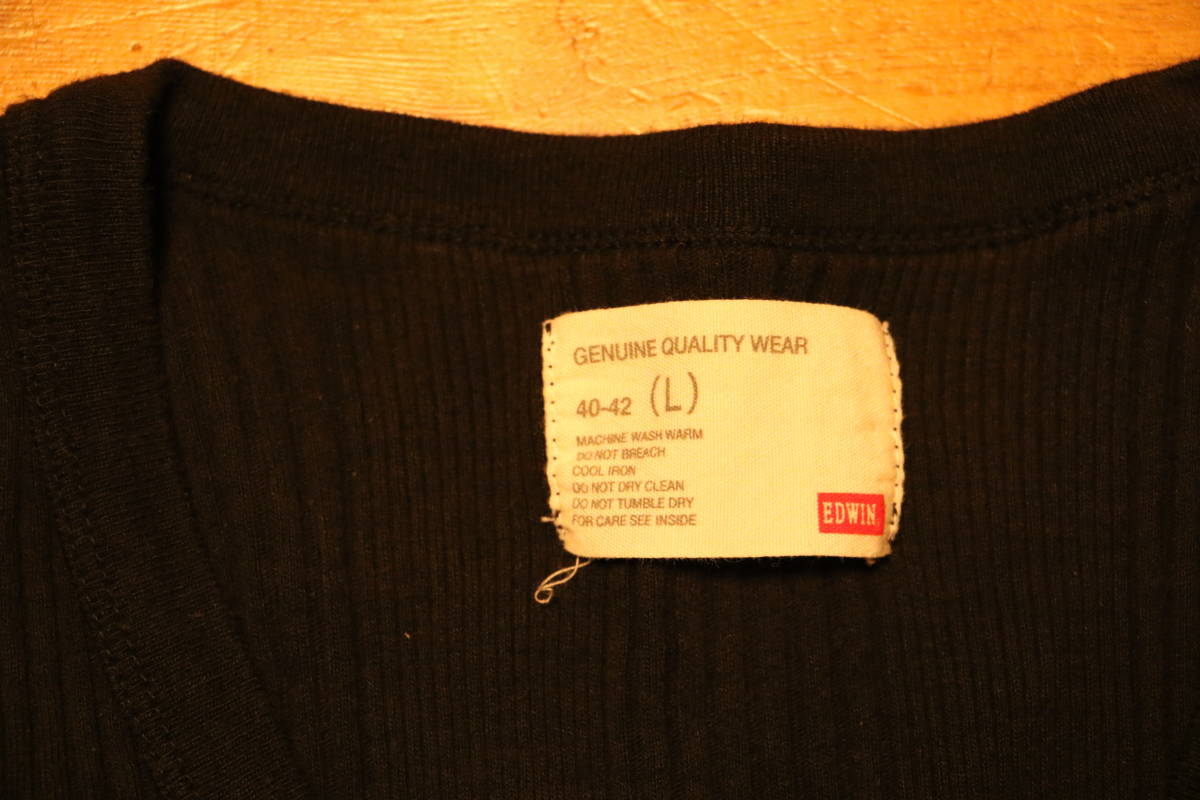 GENUINE QUALITY WEAR
40-42 (L)
MACHINE WASH WARM
DO NOT BREACH
COOL IRON
DO NOT DRY CLEAN
DO NOT TUMBLE DRY
FOR CARE SEE INSIDE
EDWIN